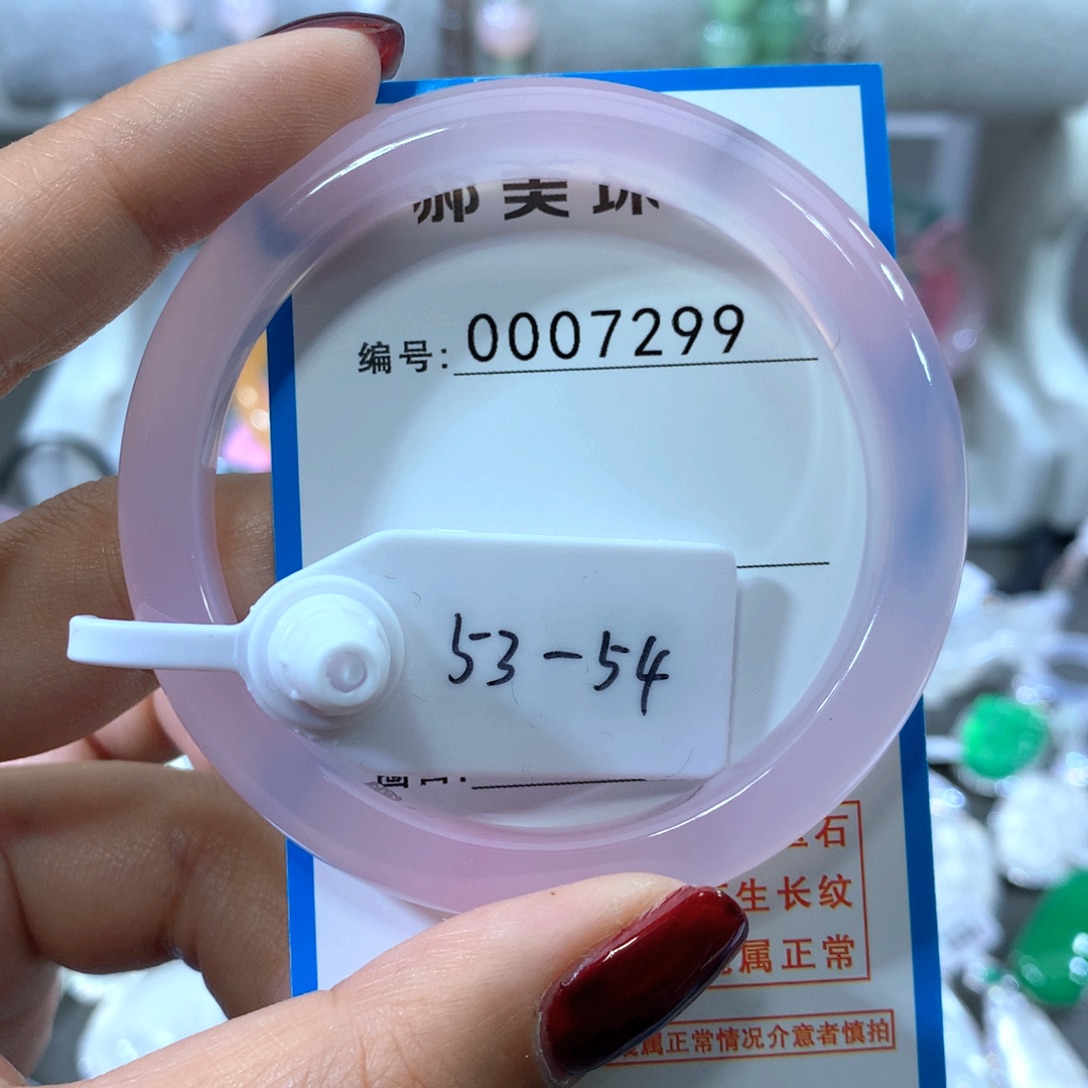 编号: 0007299
53-54
石
生长纹
属正常
属正常情况介意者慎拍